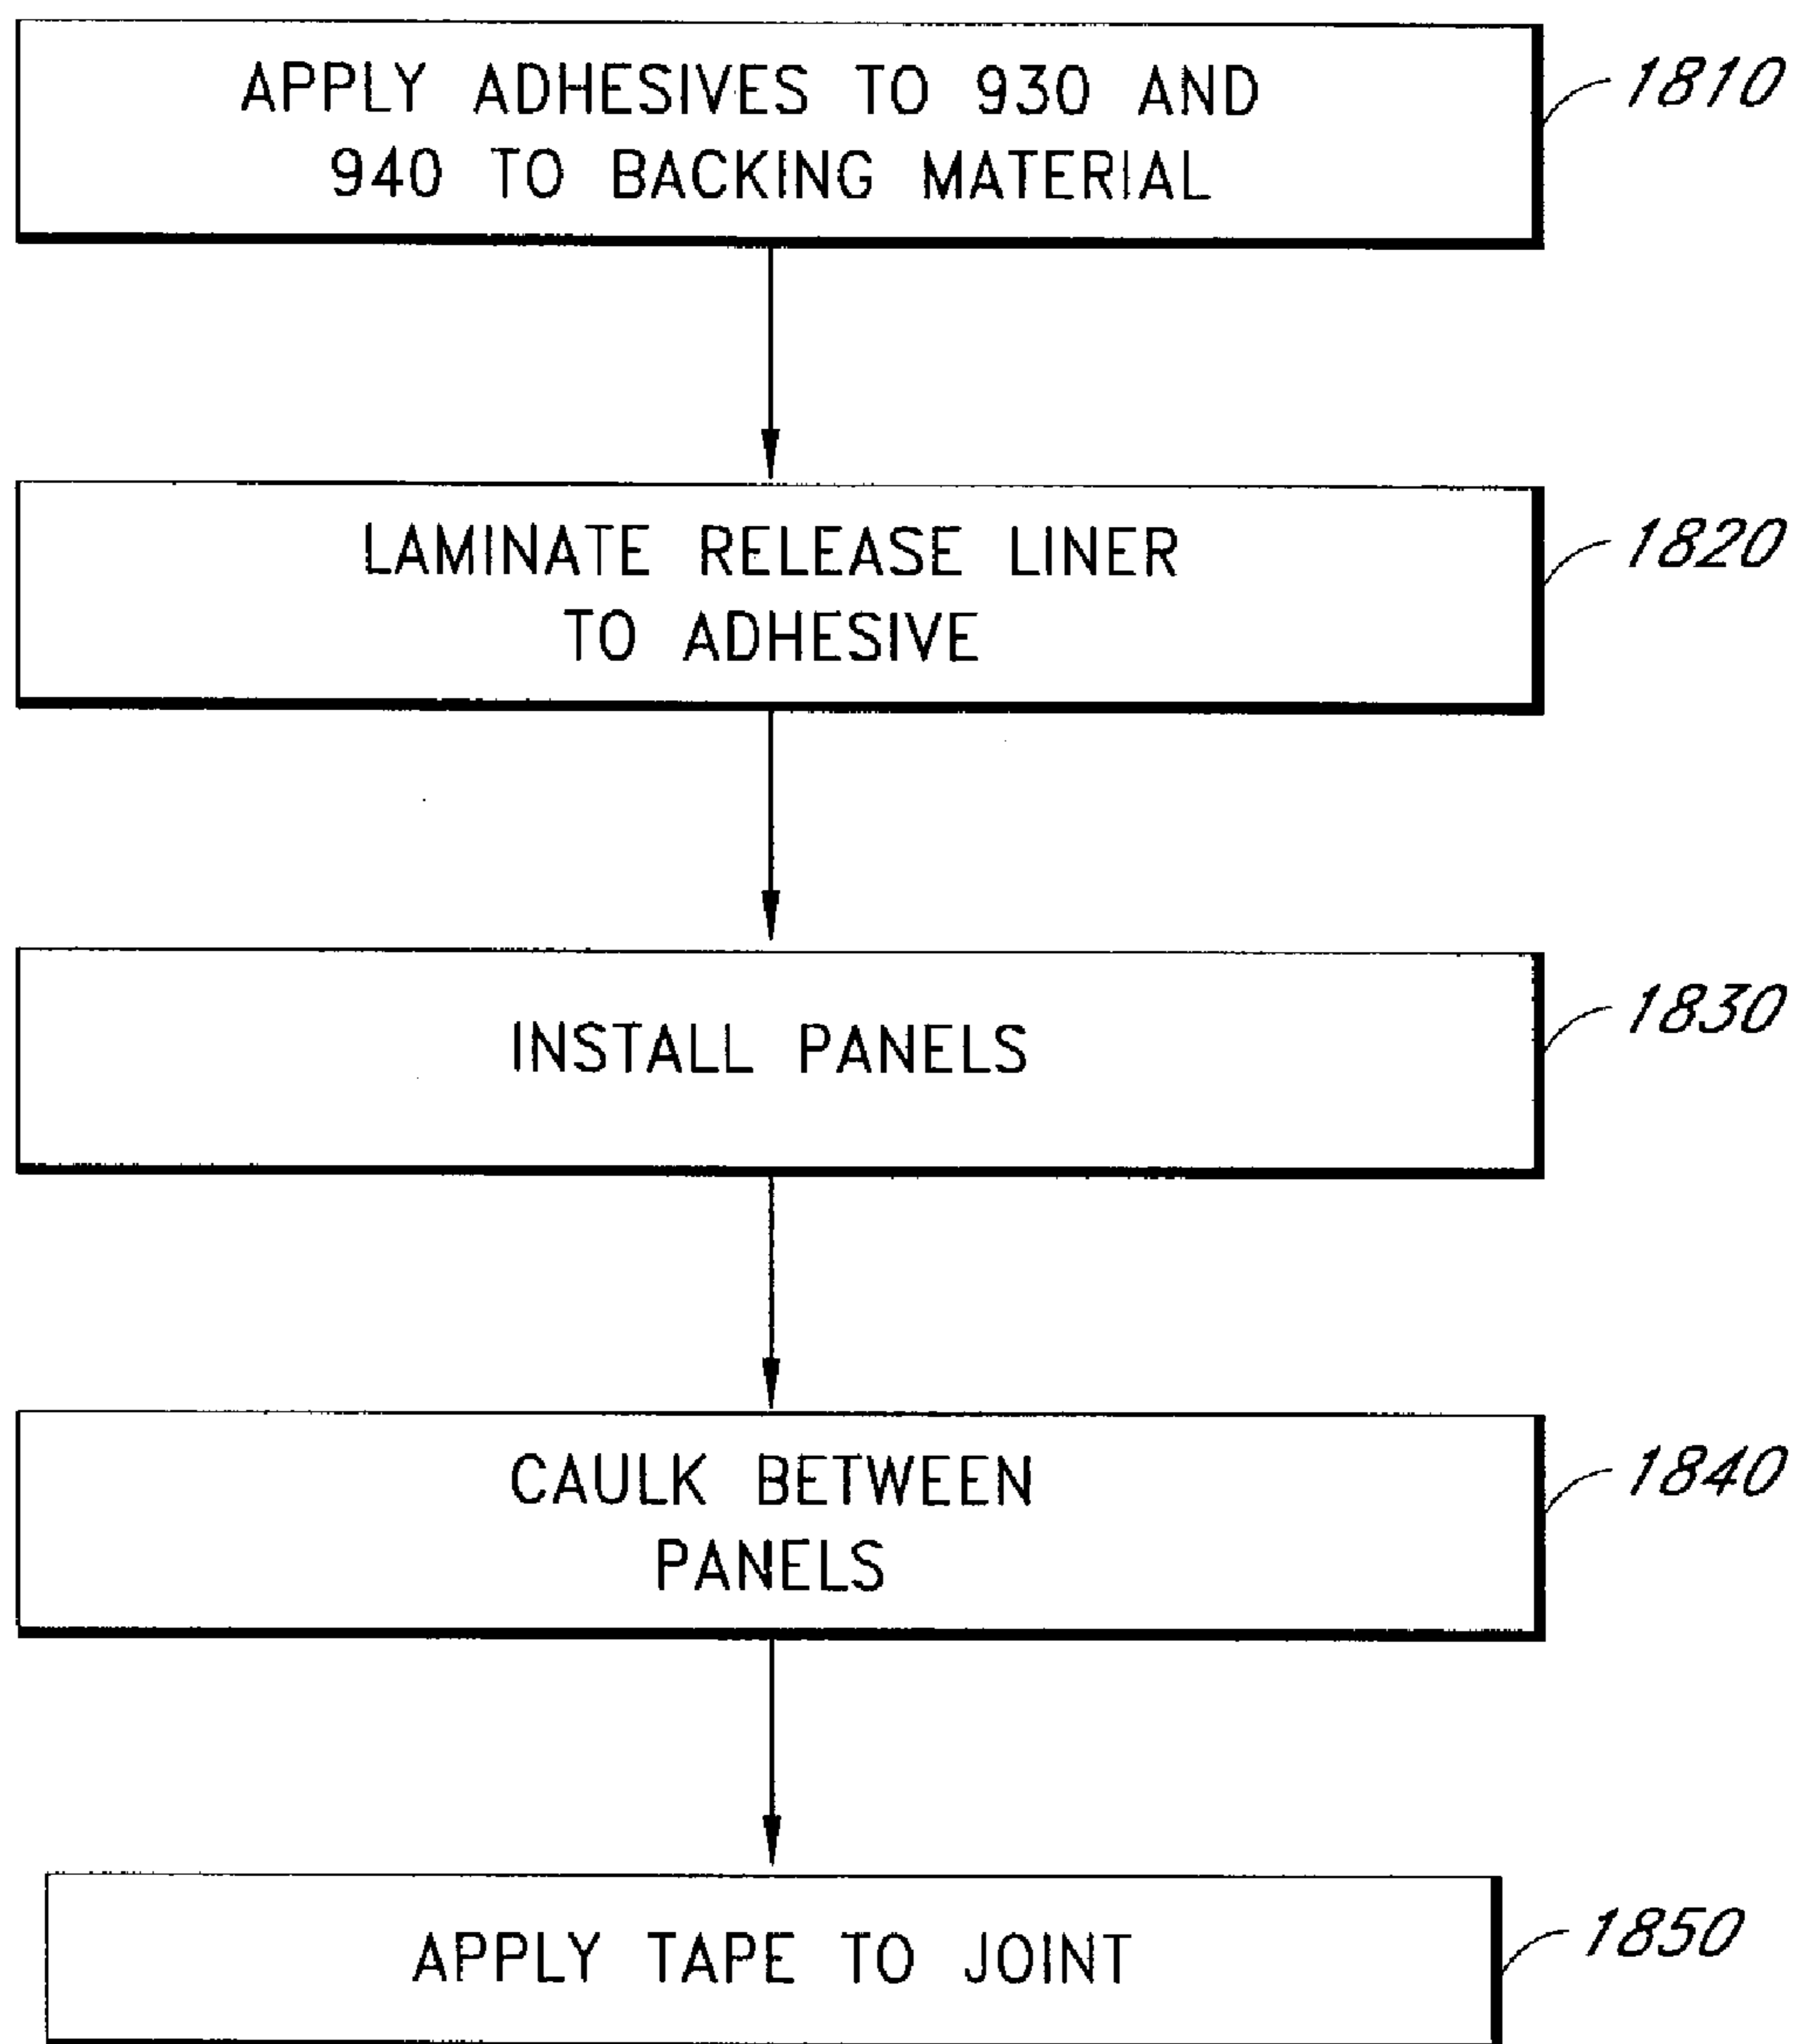 APPLY ADHESIVES TO 930 AND
940 TO BACKING MATERIAL
1810
LAMINATE RELEASE LINER
TO ADHESIVE
1820
INSTALL PANELS
1830
CAULK BETWEEN
PANELS
1840
APPLY TAPE TO JOINT
1850